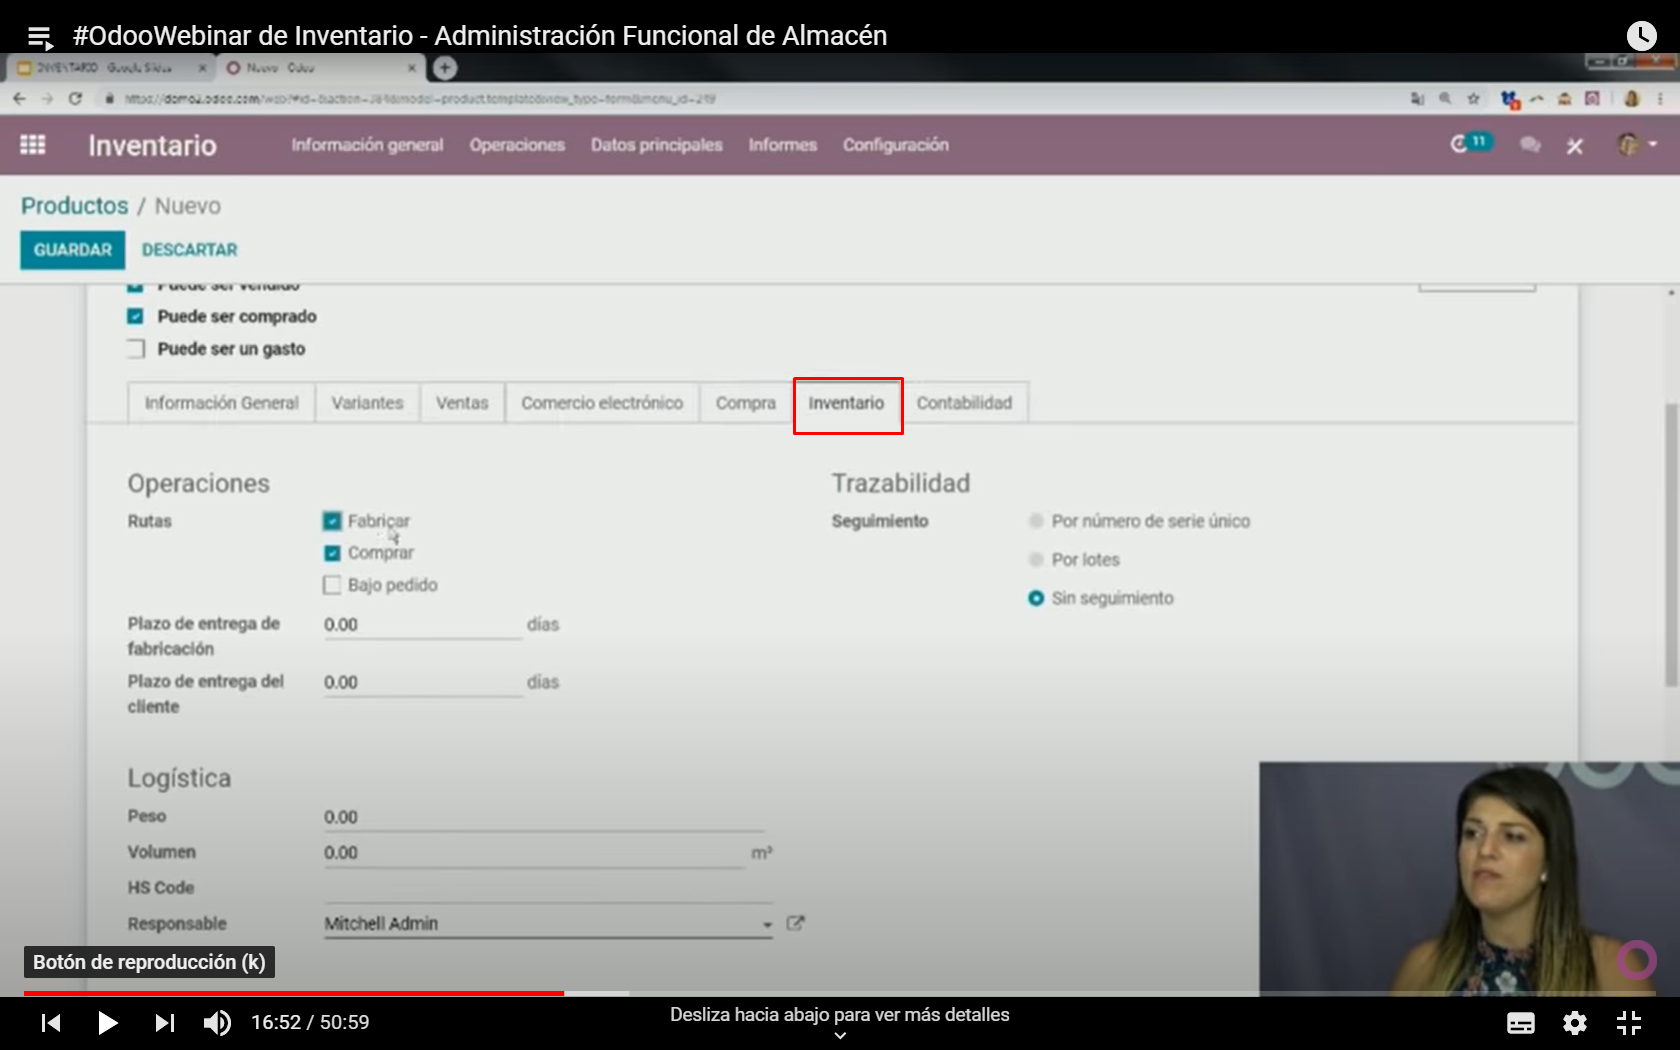 #OdooWebinar de Inventario - Administración Funcional de Almacén
INVENTARIO - Google Slides
Nuevo - Odoo
Inventario
Información general
Operaciones
Datos principales
Informes
Configuración
11
Productos / Nuevo
GUARDAR
DESCARTAR
Puede ser vendido
Puede ser comprado
Puede ser un gasto
Información General
Variantes
Ventas
Comercio electrónico
Compra
Inventario
Contabilidad
Operaciones
Rutas
Fabricar
Comprar
Bajo pedido
Plazo de entrega de
fabricación
0.00 días
Plazo de entrega del
cliente
0.00 días
Trazabilidad
Seguimiento
Por número de serie único
Por lotes
Sin seguimiento
Logística
Peso 0.00
Volumen 0.00 m³
HS Code
Responsable Mitchell Admin
Botón de reproducción (k)
16:52 / 50:59
Desliza hacia abajo para ver más detalles